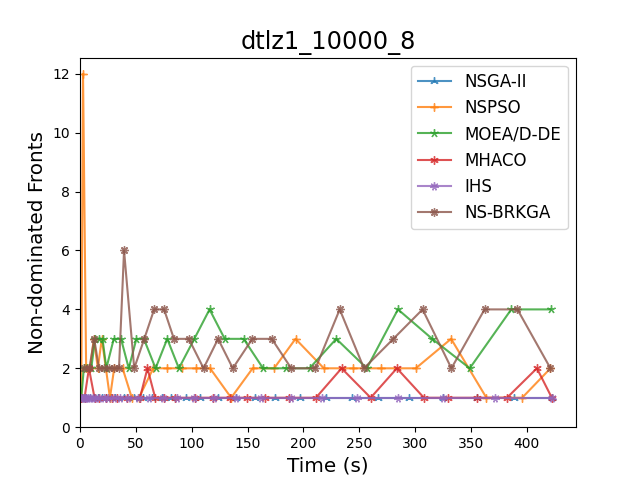 dtlz1_10000_8
Non-dominated Fronts
12
10
8
6
4
2
0
0 50 100 150 200 250 300 350 400
Time (s)
NSGA-II
NSPSO
MOEA/D-DE
MHACO
IHS
NS-BRKGA